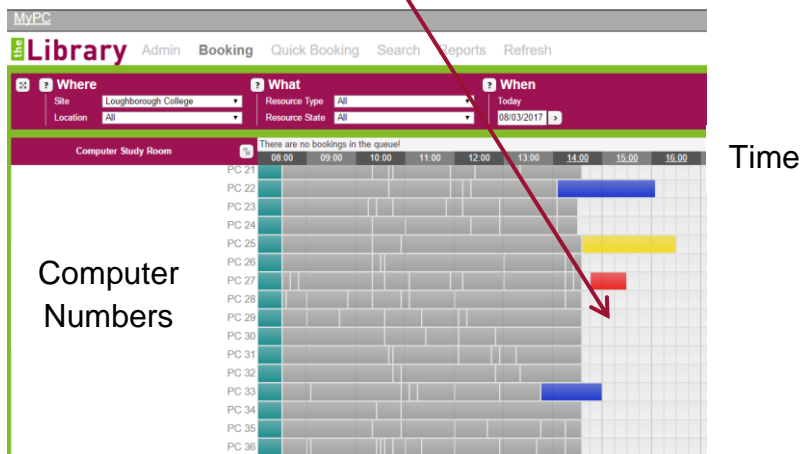 MyPC
the Library Admin Booking Quick Booking Search Reports Refresh
? Where ? What ? When
Site Loughborough College Resource Type All Today
Location All Resource State All 08/03/2017 >
Computer Study Room There are no bookings in the queue!
08:00 09:00 10:00 11:00 12:00 13:00 14:00 15:00 16:00 Time
PC 21
PC 22
PC 23
PC 24
PC 25
PC 26
PC 27
PC 28
PC 29
PC 30
PC 31
PC 32
PC 33
PC 34
PC 35
PC 36
Computer
Numbers